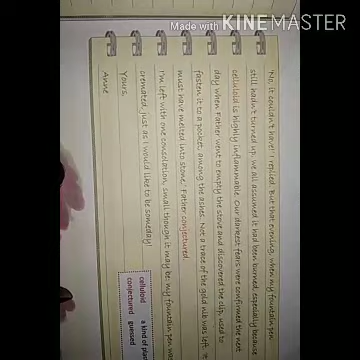 Made with KINEMASTER
'No, it couldn't have!' I replied. But that evening, when my fountain pen
still hadn't turned up, we all assumed it had been burned, especially because
celluloid is highly inflammable. Our darkest fears were confirmed the next
day when Father went to empty the stove and discovered the clip, used to
fasten it to a pocket, among the ashes. Not a trace of the gold nib was left. 'It
must have melted into stone,' Father conjectured.
I'm left with one consolation, small though it may be: my fountain pen was
cremated, just as I would like to be someday!
Yours,
Anne
celluloid a kind of
conjectured guessed